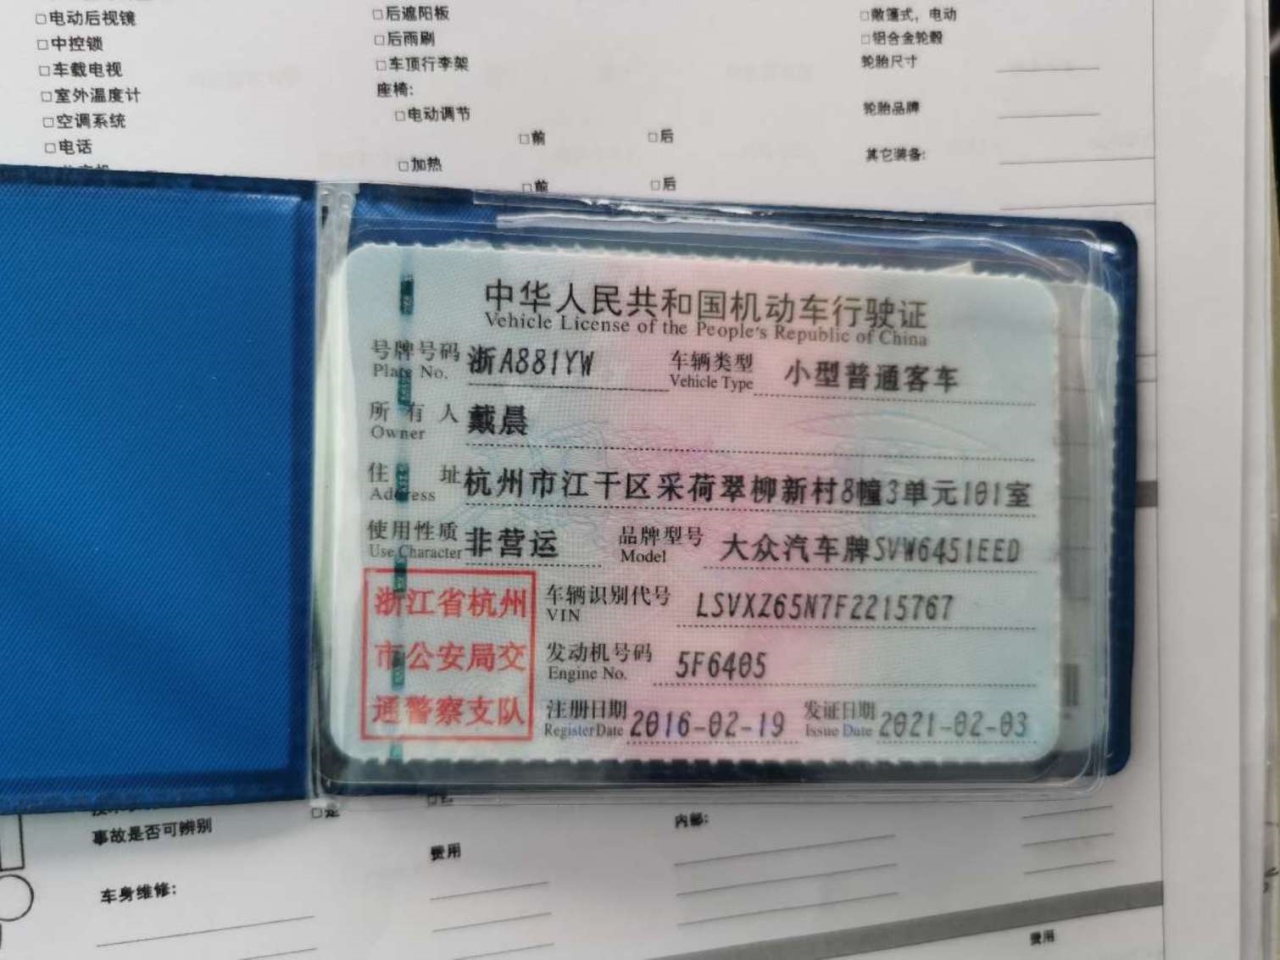 □电动后视镜
□中控锁
□车载电视
□室外温度计
□空调系统
□电话
□后遮阳板
□后雨刷
□车顶行李架
座椅:
□电动调节
□前 □后
□加热
□前 □后
□敞篷式，电动
□铝合金轮毂
轮胎尺寸
轮胎品牌
其它装备:
中华人民共和国机动车行驶证
Vehicle License of the People's Republic of China
号牌号码 浙A881YW 车辆类型 小型普通客车
Plate No. Vehicle Type
所有人 戴晨
Owner
住址 杭州市江干区采荷翠柳新村8幢3单元101室
Address
使用性质 非营运 品牌型号 大众汽车牌SVW6451EED
Use Character Model
浙江省杭州
市公安局交
通警察支队
车辆识别代号 LSVXZ65N7F2215767
VIN
发动机号码 5F6405
Engine No.
注册日期 2016-02-19 发证日期 2021-02-03
Register Date Issue Date
□是
事故是否可辨别
费用
内部:
车身维修:
费用